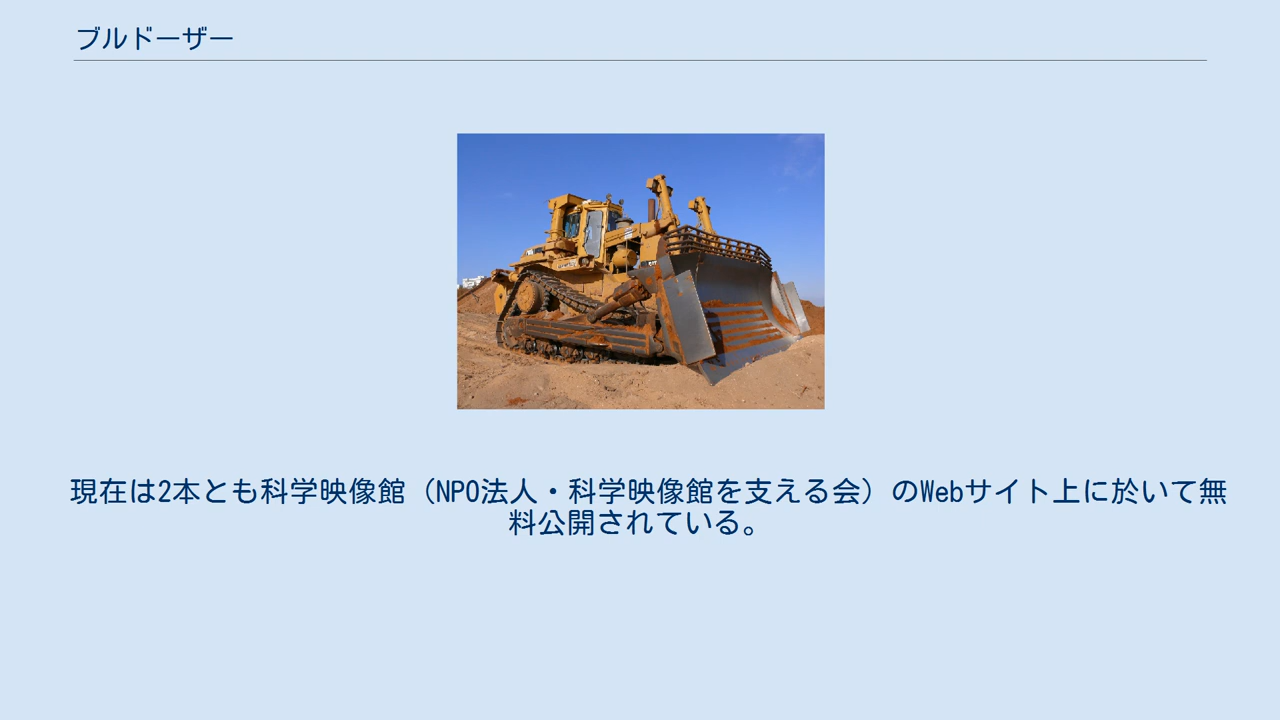 ブルドーザー
現在は2本とも科学映像館（NPO法人・科学映像館を支える会）のWebサイト上に於いて無
料公開されている。